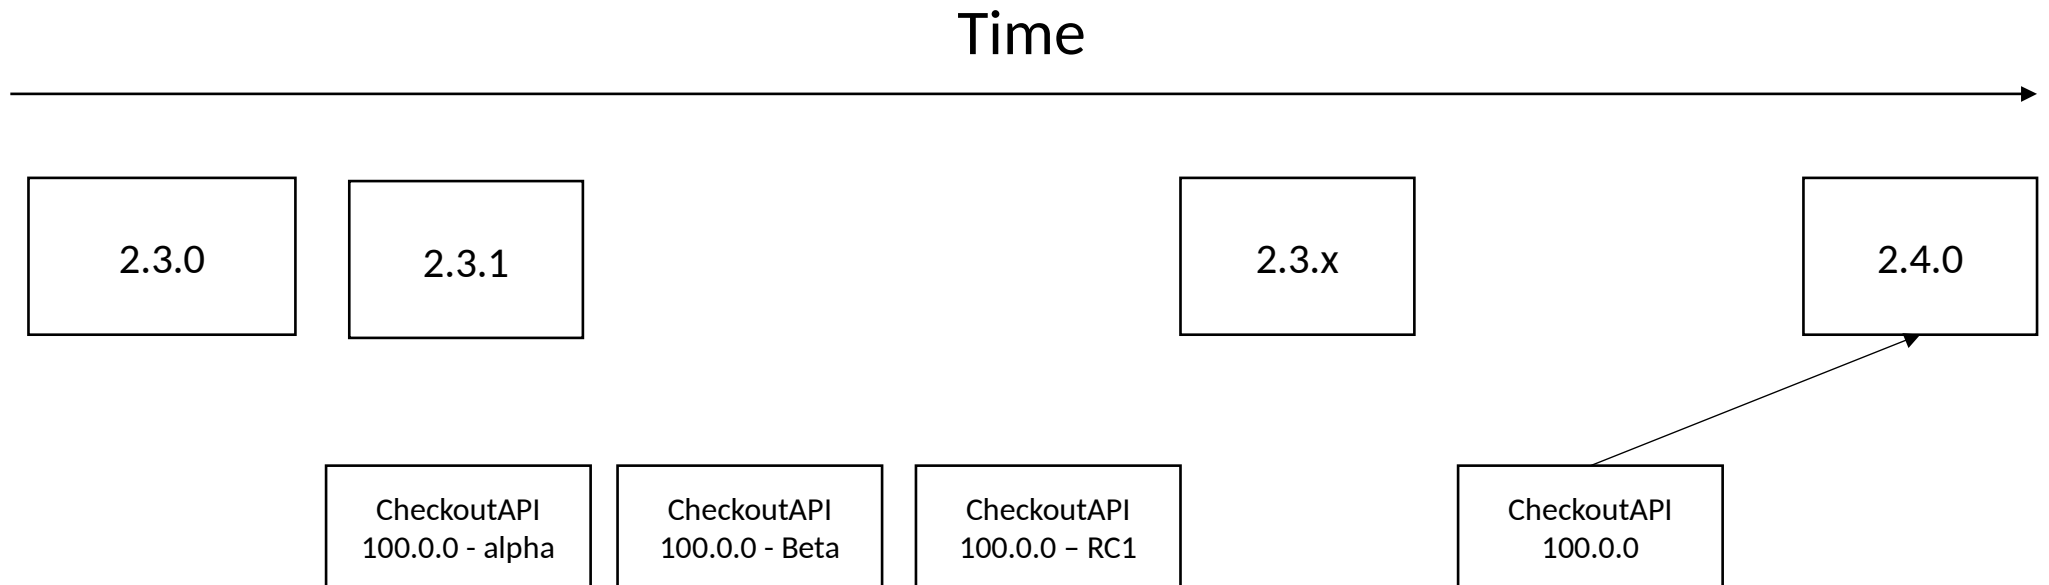 Time
2.3.0
2.3.1
2.3.x
2.4.0
CheckoutAPI
100.0.0 - alpha
CheckoutAPI
100.0.0 - Beta
CheckoutAPI
100.0.0 – RC1
CheckoutAPI
100.0.0